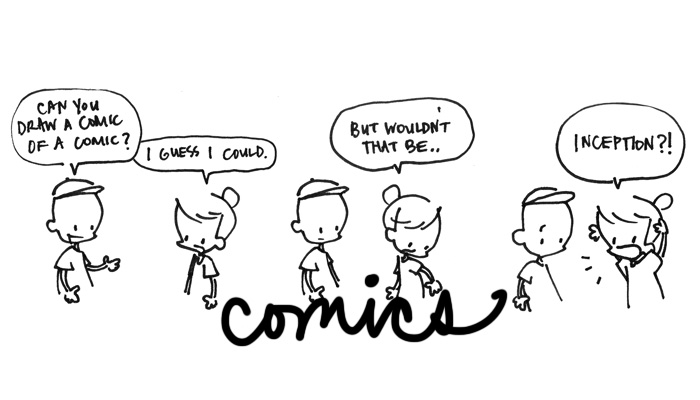 CAN YOU
DRAW A COMIC
OF A COMIC?
I GUESS I COULD.
BUT WOULDN'T
THAT BE..
INCEPTION?!
comics